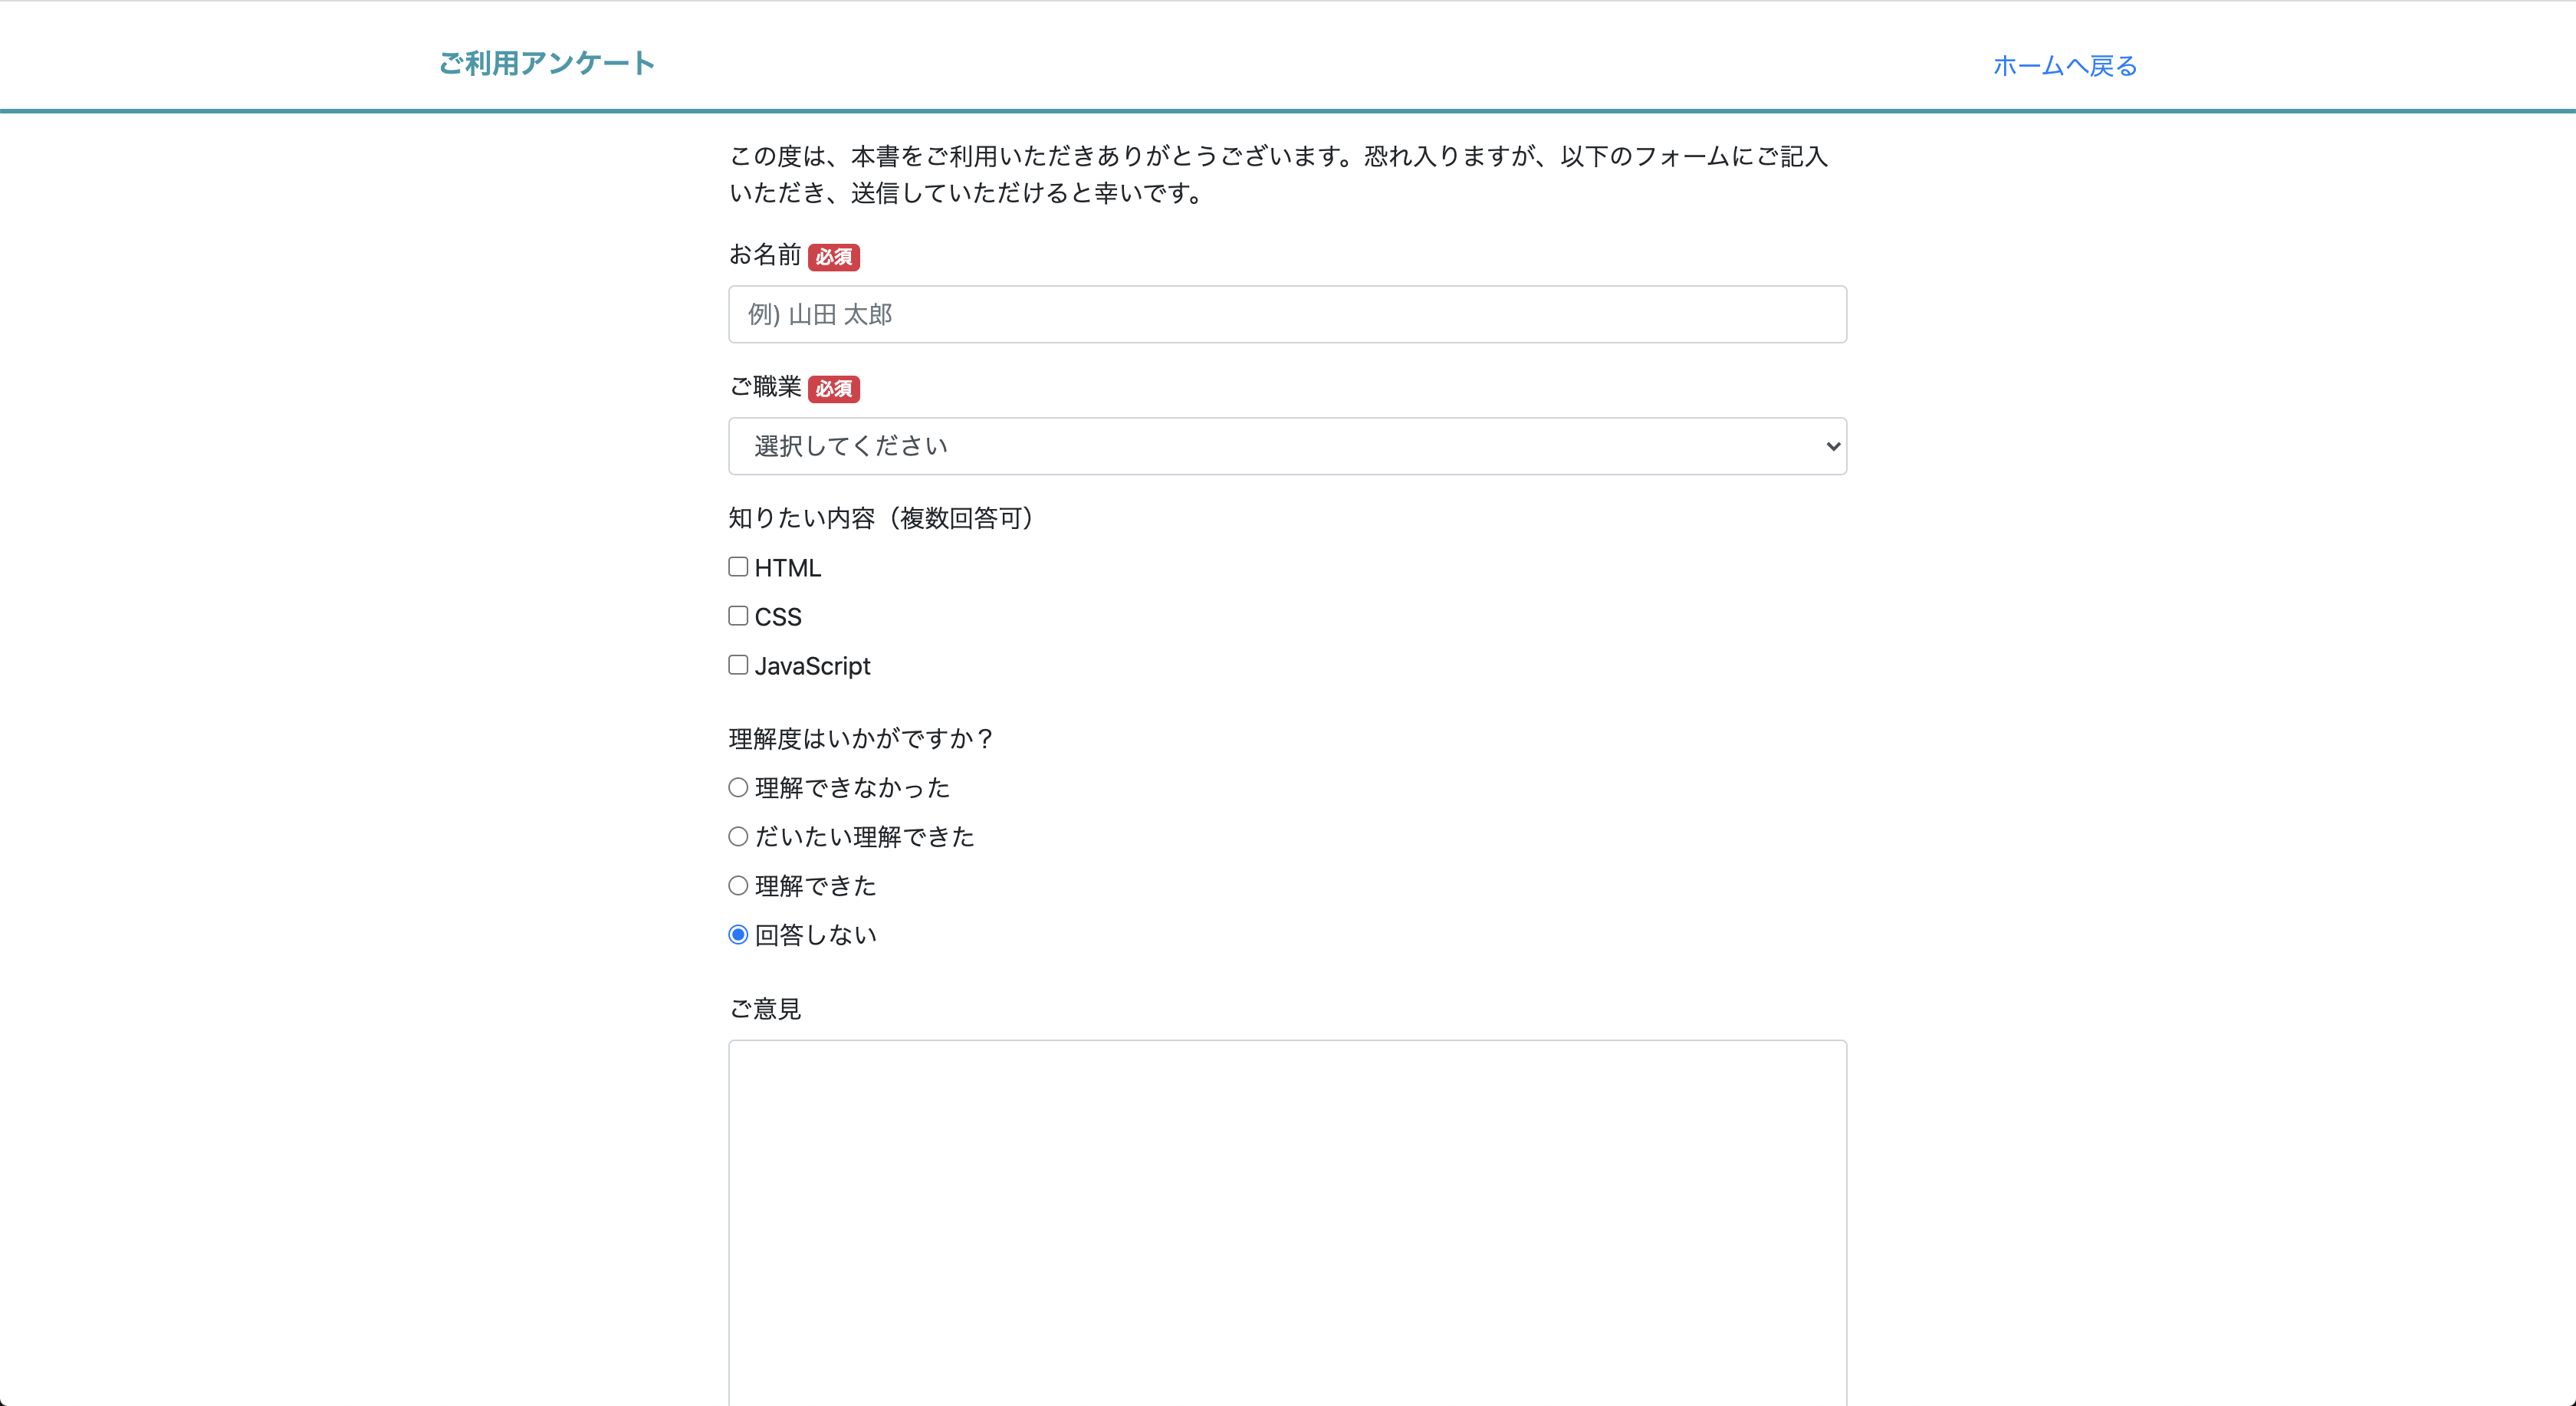 ご利用アンケート
ホームへ戻る
この度は、本書をご利用いただきありがとうございます。恐れ入りますが、以下のフォームにご記入
いただき、送信していただけると幸いです。
お名前 必須
例) 山田 太郎
ご職業 必須
選択してください
知りたい内容（複数回答可）
HTML
CSS
JavaScript
理解度はいかがですか？
理解できなかった
だいたい理解できた
理解できた
回答しない
ご意見